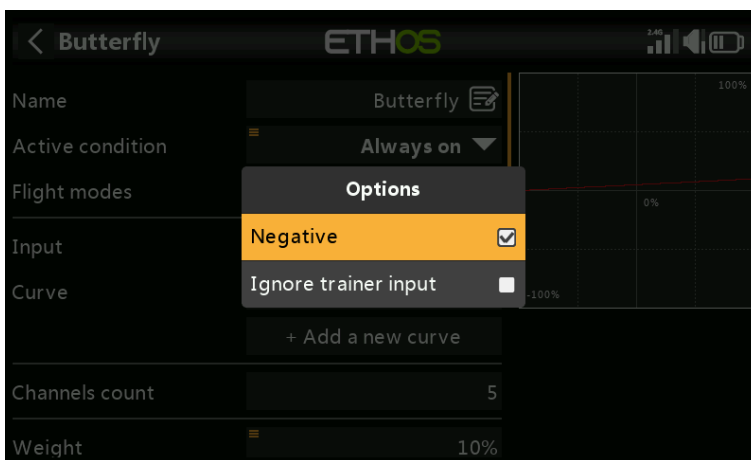 Butterfly
ETHOS
2.4G
Name
Butterfly
100%
Active condition
Always on
Flight modes
Options
0%
Input
Negative
Curve
Ignore trainer input
-100%
+ Add a new curve
Channels count
5
Weight
10%